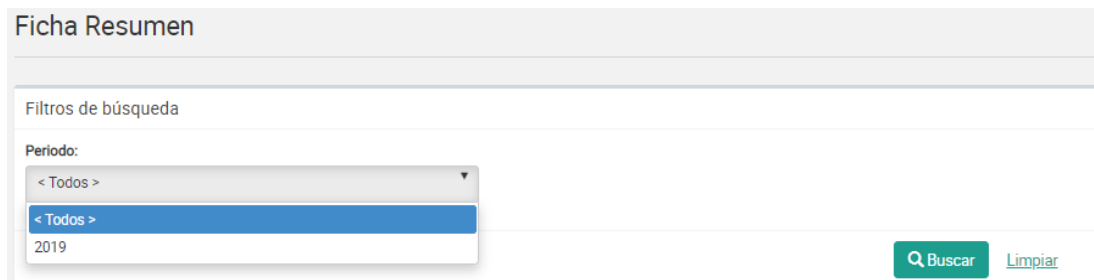 Ficha Resumen
Filtros de búsqueda
Periodo:
< Todos >
< Todos >
2019
Buscar Limpiar